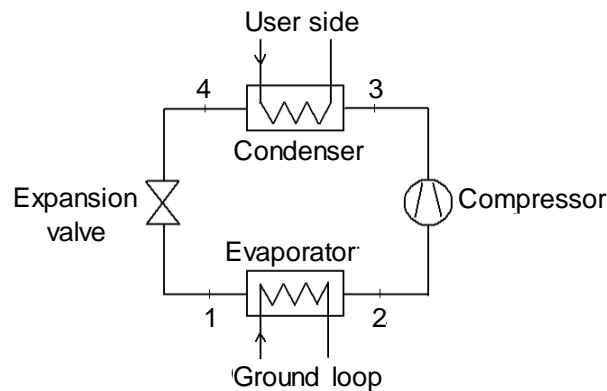 User side
4
3
Condenser
Expansion
valve
Compressor
Evaporator
1
2
Ground loop